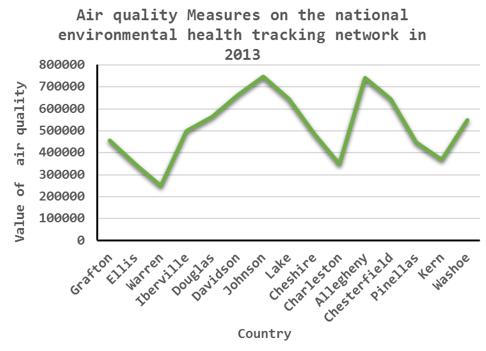 Air quality Measures on the national
environmental health tracking network in
2013
800000
700000
600000
500000
400000
300000
200000
100000
0
Value of  air quality
Grafton
Ellis
Warren
Iberville
Douglas
Davidson
Johnson
Lake
Cheshire
Charleston
Allegheny
Chesterfield
Pinellas
Kern
Washoe
Country